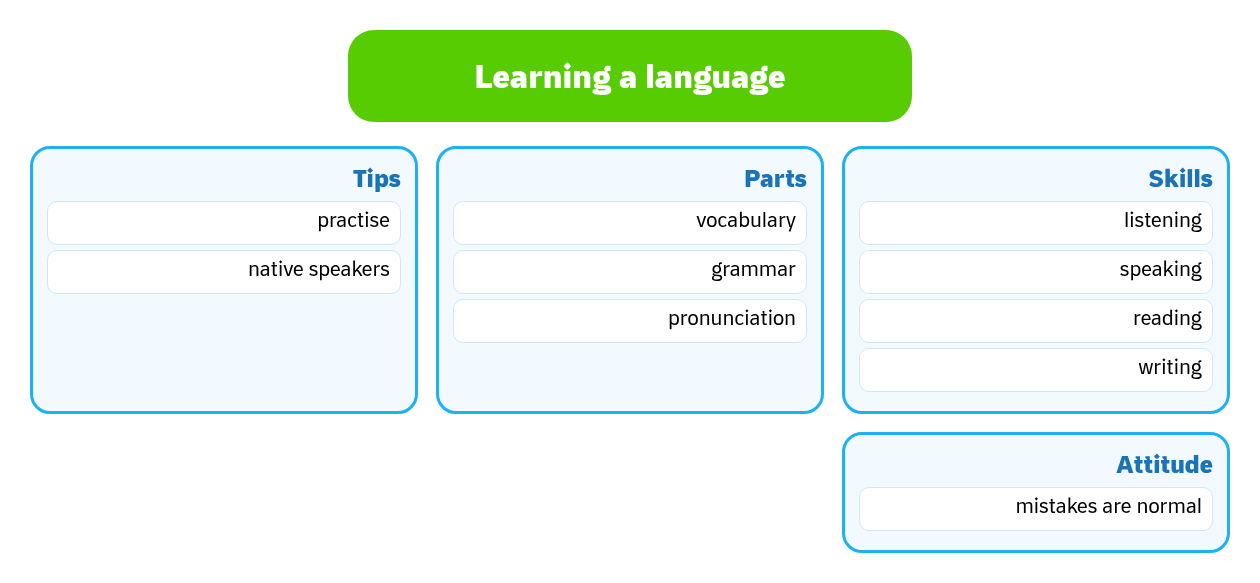 Learning a language
Tips
practise
native speakers
Parts
vocabulary
grammar
pronunciation
Skills
listening
speaking
reading
writing
Attitude
mistakes are normal